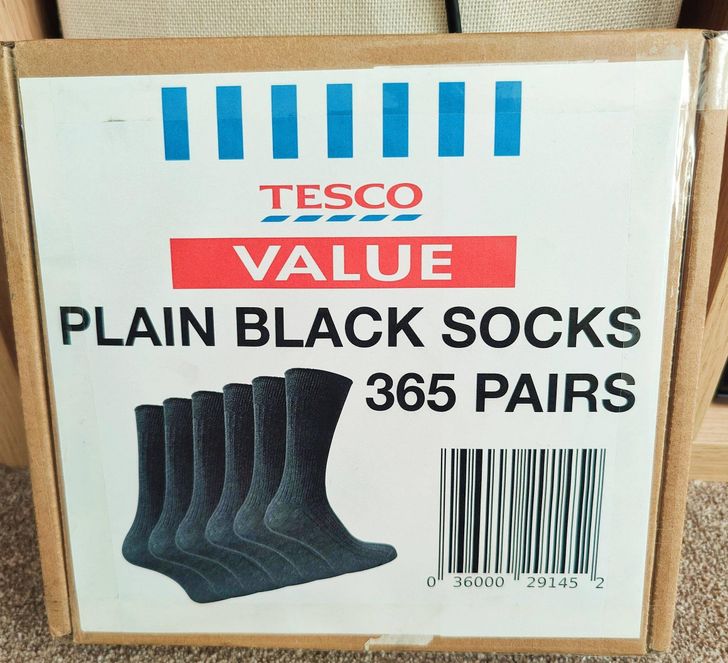 TESCO
VALUE
PLAIN BLACK SOCKS
365 PAIRS
0 36000 29145 2